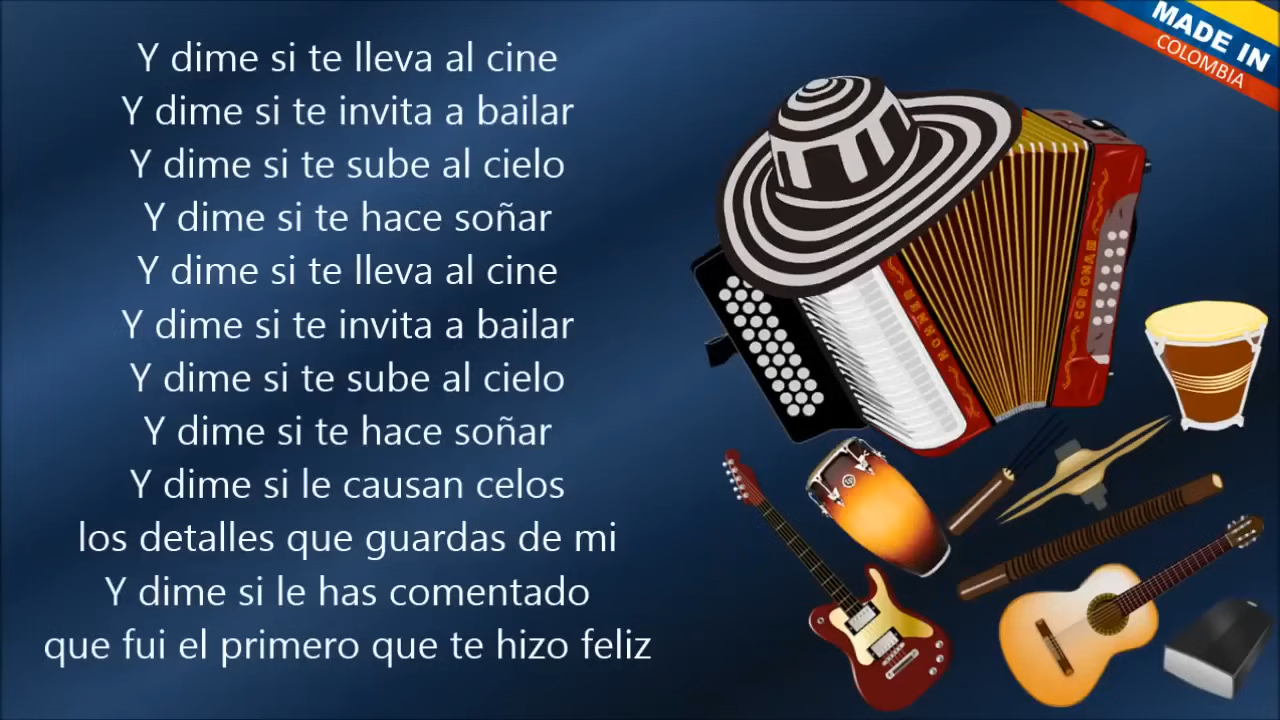 Y dime si te lleva al cine
Y dime si te invita a bailar
Y dime si te sube al cielo
Y dime si te hace soñar
Y dime si te lleva al cine
Y dime si te invita a bailar
Y dime si te sube al cielo
Y dime si te hace soñar
Y dime si le causan celos
los detalles que guardas de mi
Y dime si le has comentado
que fui el primero que te hizo feliz
MADE IN
COLOMBIA
HOHNER
CORONA III